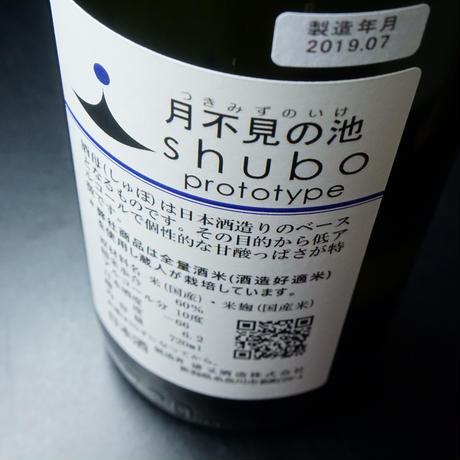 製造年月
2019.07
つきみずのいけ
月不見の池
shubo
prototype
酒母(しゅぼ)は日本酒造りのベース
となるものです。その目的から低ア
ルコールで個性的な甘酸っぱさが特
商品は全量酒米(酒造好適米)
使用し蔵人が栽培しています。
米(国産)・米麹(国産米)
60%
分 10度
-66
6.2
720ml